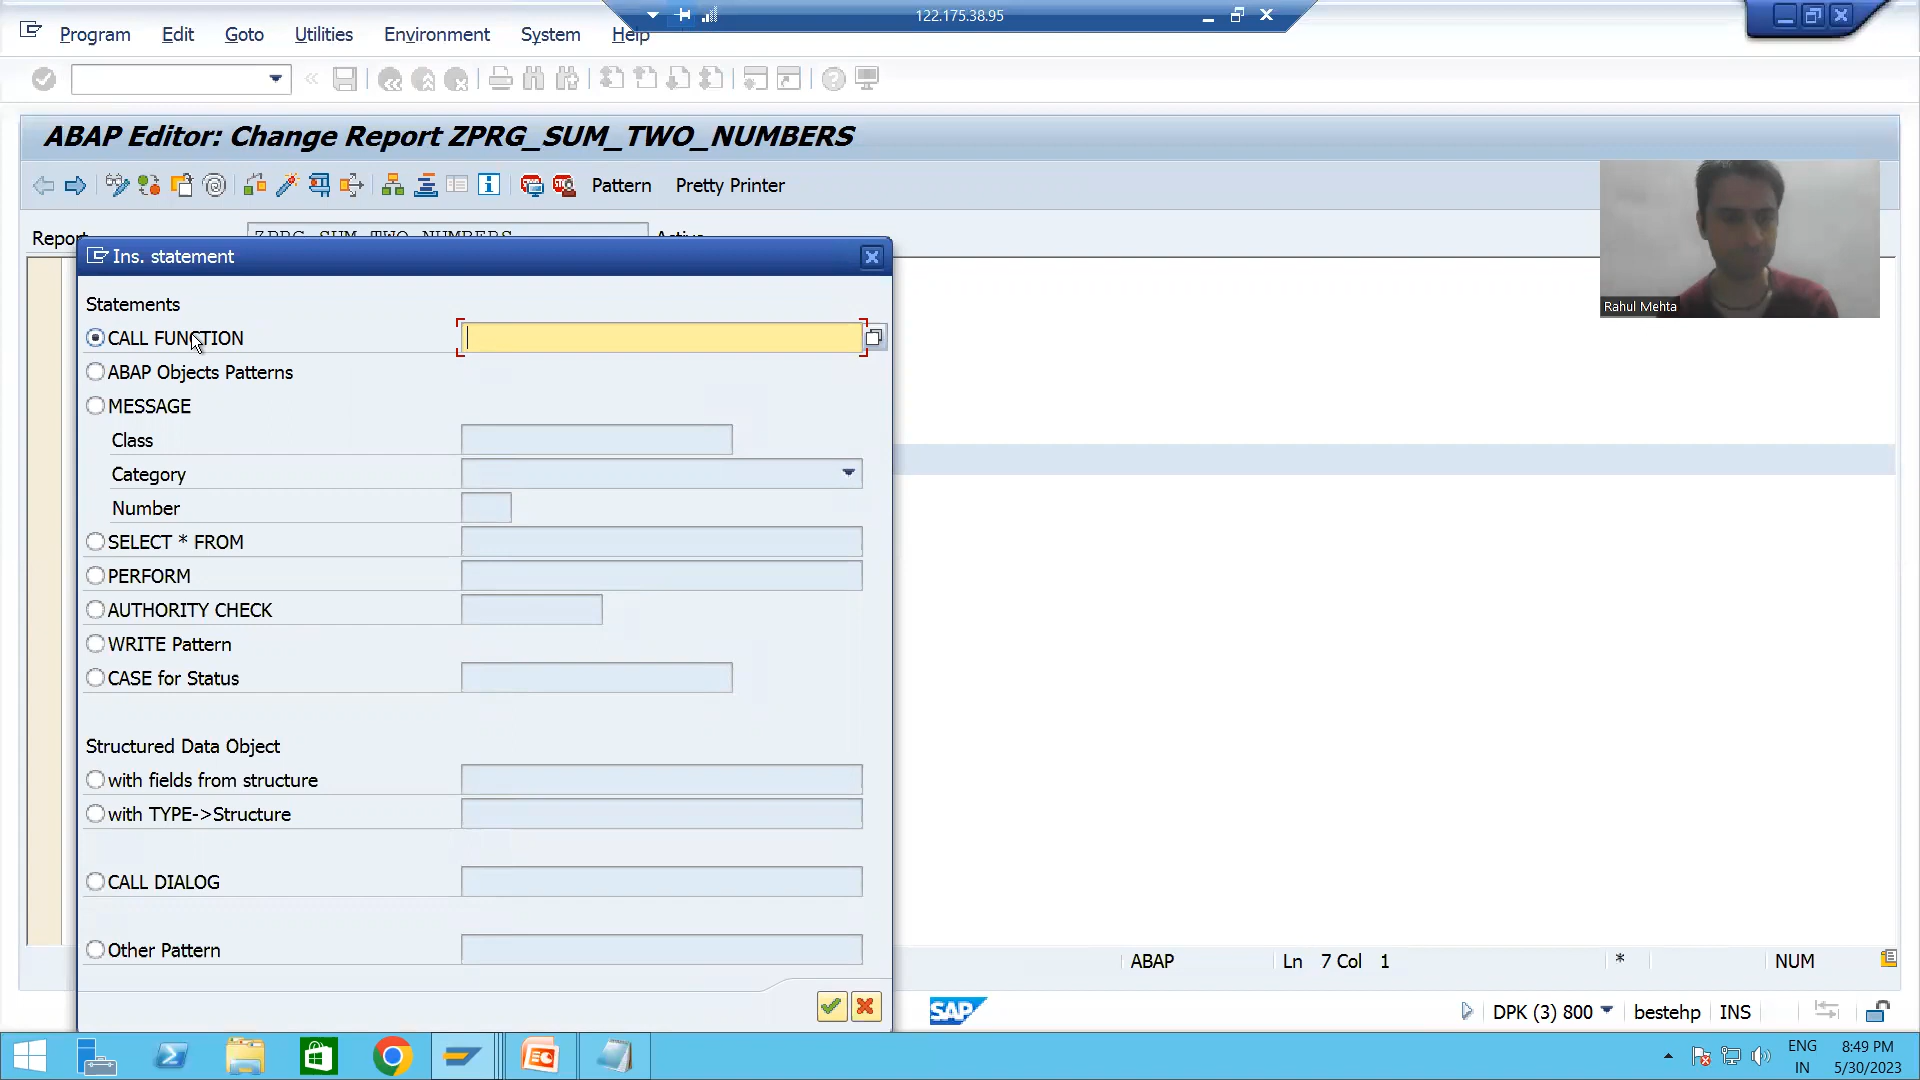 122.175.38.95
Program Edit Goto Utilities Environment System Help
ABAP Editor: Change Report ZPRG_SUM_TWO_NUMBERS
Pattern Pretty Printer
Report ZPRG_SUM_TWO_NUMBERS Active
Ins. statement
Rahul Mehta
Statements
CALL FUNCTION
ABAP Objects Patterns
MESSAGE
Class
Category
Number
SELECT * FROM
PERFORM
AUTHORITY CHECK
WRITE Pattern
CASE for Status
Structured Data Object
with fields from structure
with TYPE->Structure
CALL DIALOG
Other Pattern
ABAP Ln 7 Col 1 * NUM
SAP DPK (3) 800 bestehp INS
ENG 8:49 PM
IN 5/30/2023